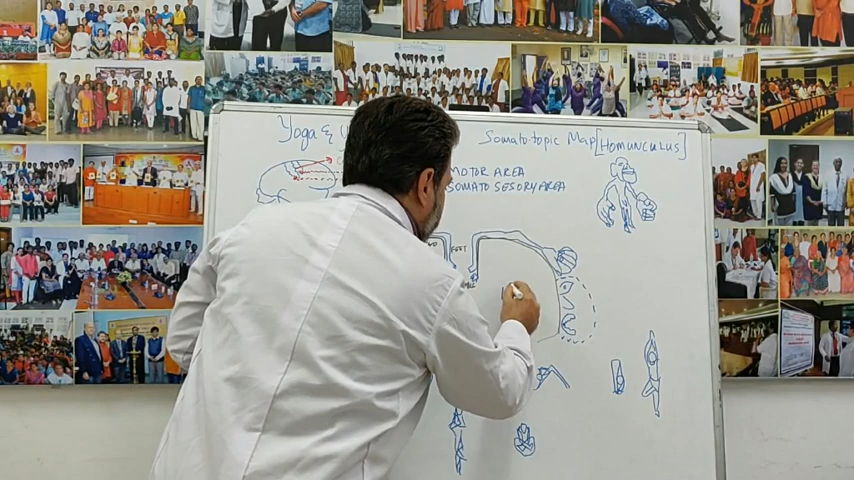 Yoga &
Somato-topic Map [Homunculus]
MOTOR AREA
SOMATO SESORY AREA
FEET